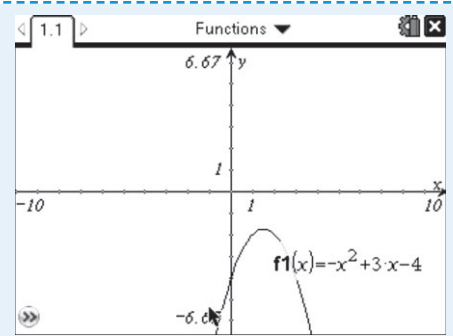 1.1 Functions
6.67 y
1
x
-10 1 10
f1(x)=-x²+3·x-4